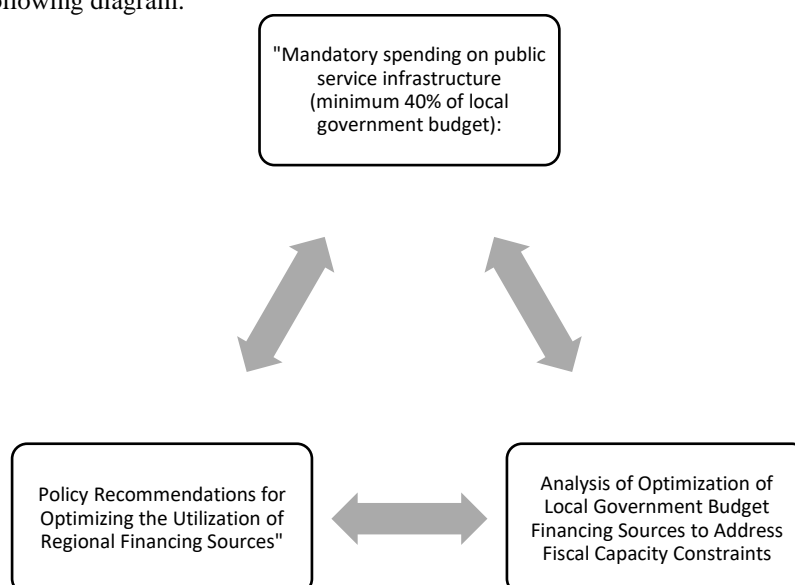 llowing diagram.
"Mandatory spending on public
service infrastructure
(minimum 40% of local
government budget):
Policy Recommendations for
Optimizing the Utilization of
Regional Financing Sources"
Analysis of Optimization of
Local Government Budget
Financing Sources to Address
Fiscal Capacity Constraints